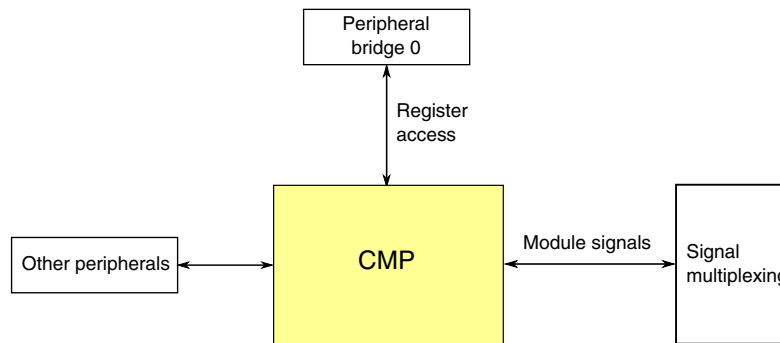 Peripheral
bridge 0
Register
access
CMP
Other peripherals
Module signals
Signal
multiplexing